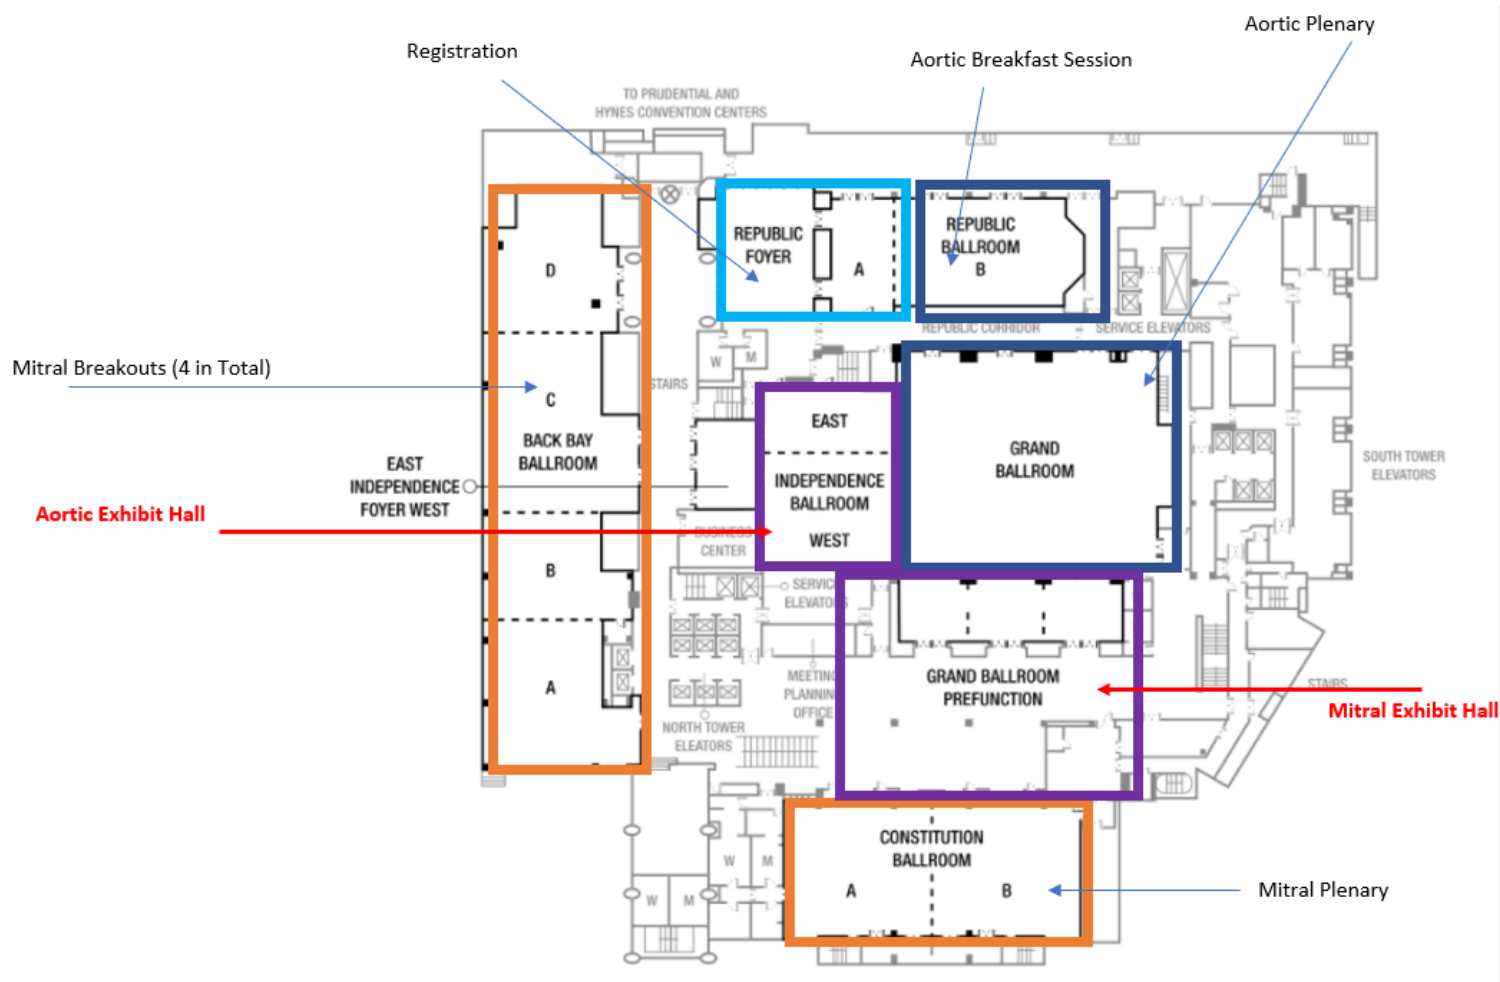 Aortic Plenary
Registration
Aortic Breakfast Session
TO PRUDENTIAL AND
HYNES CONVENTION CENTERS
REPUBLIC
FOYER
A
REPUBLIC
BALLROOM
B
D
REPUBLIC CORRIDOR
SERVICE ELEVATORS
W
M
Mitral Breakouts (4 in Total)
STAIRS
C
EAST
BACK BAY
BALLROOM
GRAND
BALLROOM
EAST
INDEPENDENCE
FOYER WEST
INDEPENDENCE
BALLROOM
WEST
SOUTH TOWER
ELEVATORS
Aortic Exhibit Hall
BUSINESS
CENTER
B
SERVICE
ELEVATORS
A
MEETING
PLANNING
OFFICE
GRAND BALLROOM
PREFUNCTION
STAIRS
Mitral Exhibit Hall
NORTH TOWER
ELEATORS
CONSTITUTION
BALLROOM
W
M
A
B
Mitral Plenary
W
M